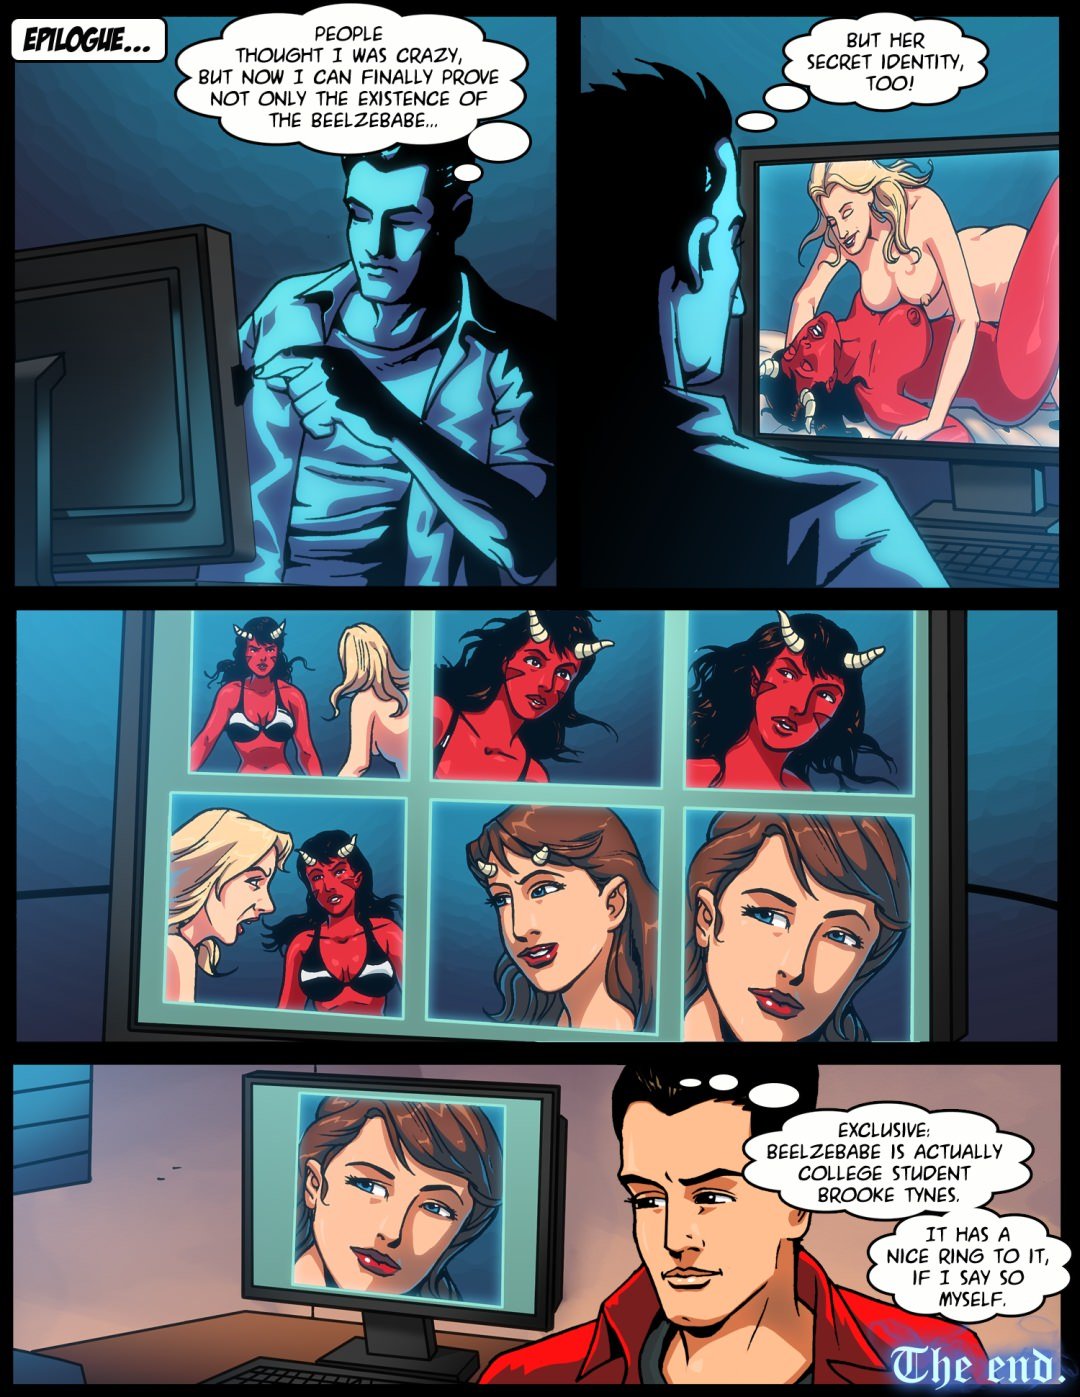 EPILOGUE...
PEOPLE
THOUGHT I WAS CRAZY,
BUT NOW I CAN FINALLY PROVE
NOT ONLY THE EXISTENCE OF
THE BEELZEBABE...
BUT HER
SECRET IDENTITY,
TOO!
EXCLUSIVE:
BEELZEBABE IS ACTUALLY
COLLEGE STUDENT
BROOKE TYNES.
IT HAS A
NICE RING TO IT,
IF I SAY SO
MYSELF.
The end.